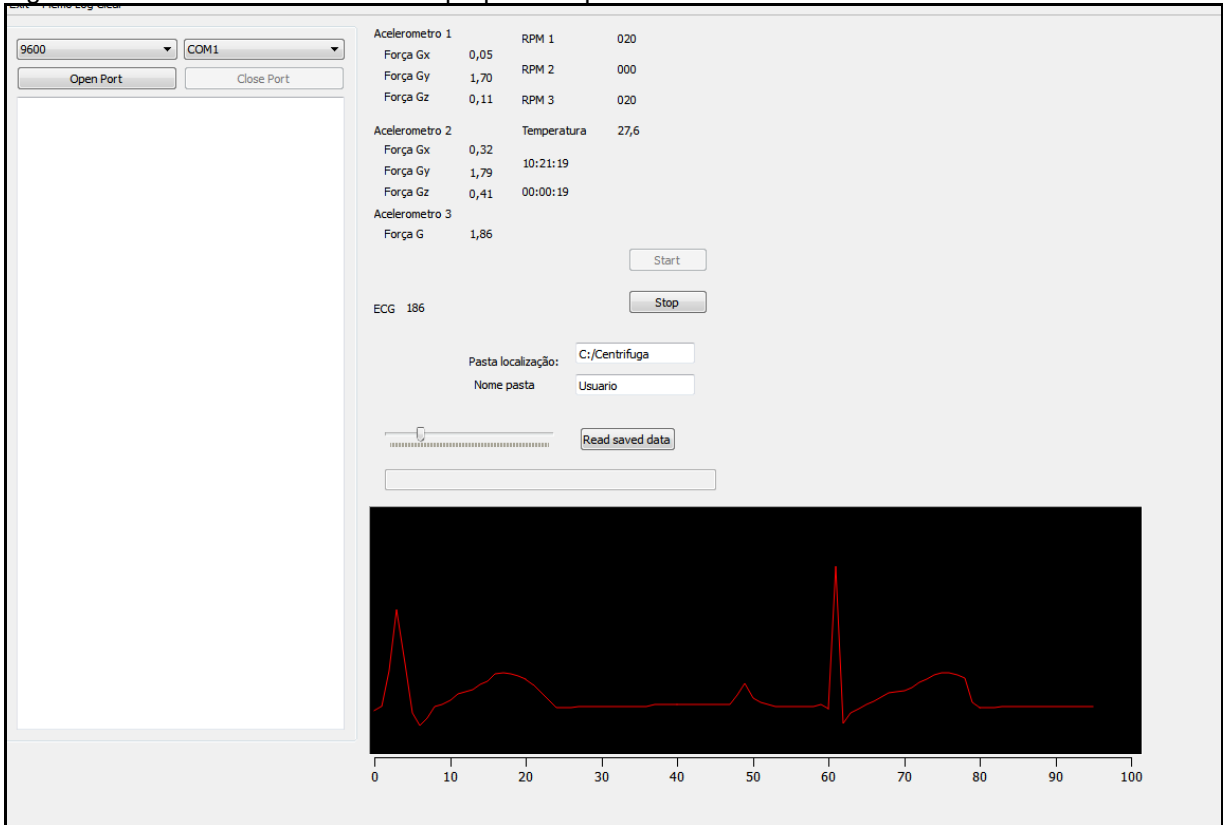 9600 COM1
Open Port Close Port
Acelerometro 1
Força Gx 0,05
Força Gy 1,70
Força Gz 0,11
RPM 1 020
RPM 2 000
RPM 3 020
Acelerometro 2
Força Gx 0,32
Força Gy 1,79
Força Gz 0,41
Temperatura 27,6
10:21:19
00:00:19
Acelerometro 3
Força G 1,86
Start
Stop
ECG 186
Pasta localização: C:/Centrifuga
Nome pasta Usuario
Read saved data
0 10 20 30 40 50 60 70 80 90 100